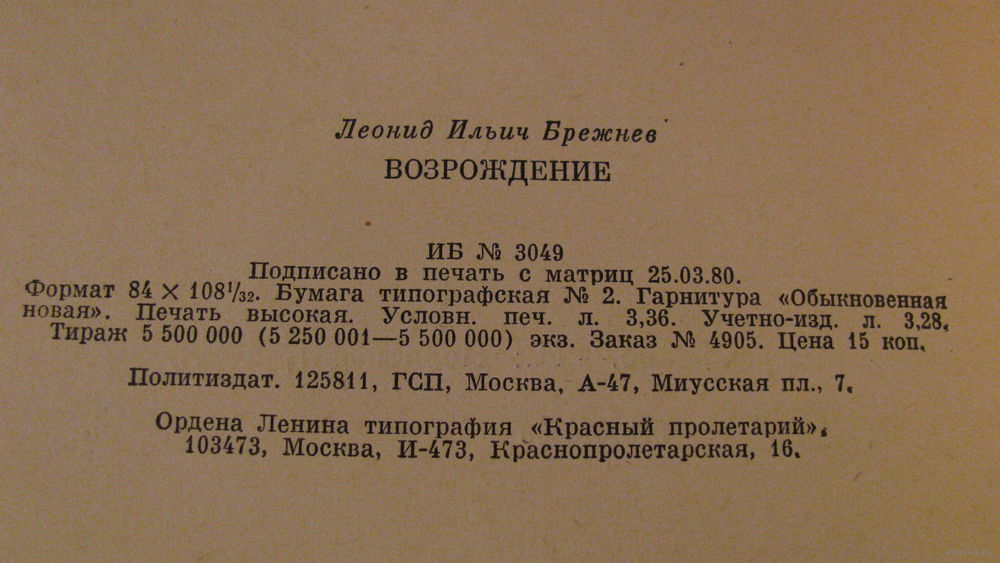 Леонид Ильич Брежнев
ВОЗРОЖДЕНИЕ
ИБ № 3049
Подписано в печать с матриц 25.03.80.
Формат 84 × 108¹/₃₂. Бумага типографская № 2. Гарнитура «Обыкновенная
новая». Печать высокая. Условн. печ. л. 3,36. Учетно-изд. л. 3,28.
Тираж 5 500 000 (5 250 001—5 500 000) экз. Заказ № 4905. Цена 15 коп.
Политиздат. 125811, ГСП, Москва, А-47, Миусская пл., 7.
Ордена Ленина типография «Красный пролетарий».
103473, Москва, И-473, Краснопролетарская, 16.